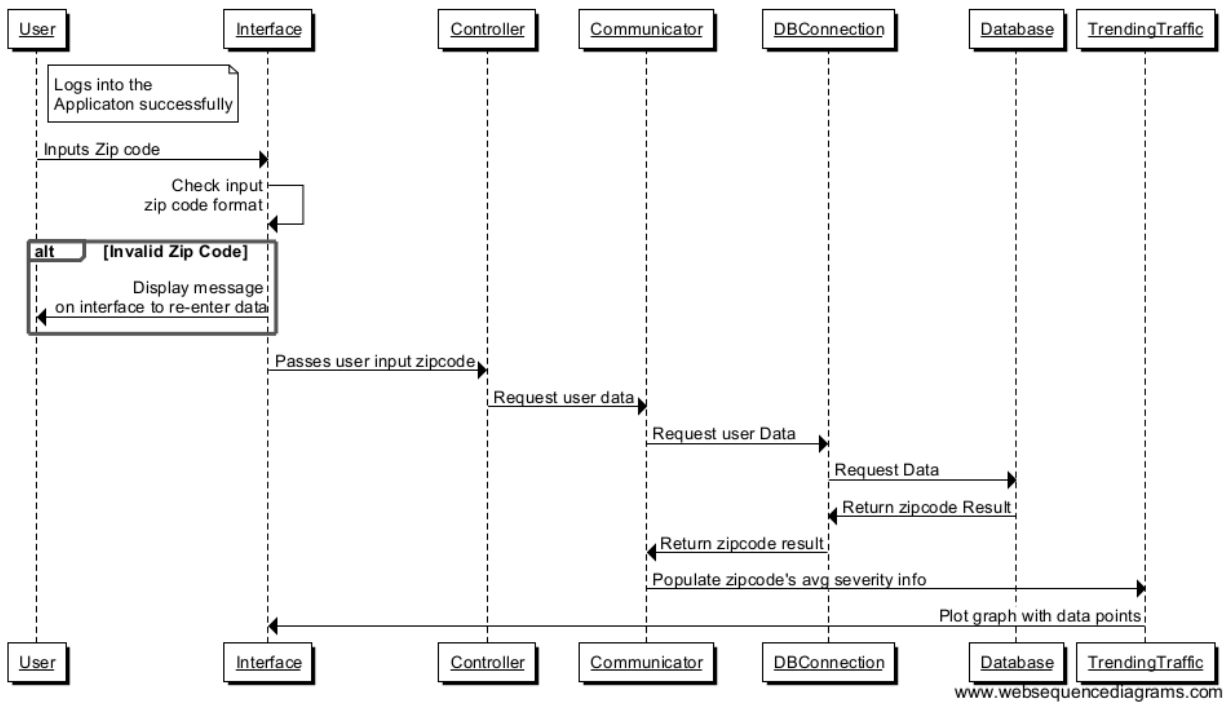 User Interface Controller Communicator DBConnection Database TrendingTraffic
Logs into the
Applicaton successfully
Inputs Zip code
Check input
zip code format
alt [Invalid Zip Code]
Display message
on interface to re-enter data
Passes user input zipcode
Request user data
Request user Data
Request Data
Return zipcode Result
Return zipcode result
Populate zipcode's avg severity info
Plot graph with data points
User Interface Controller Communicator DBConnection Database TrendingTraffic
www.websequencediagrams.com